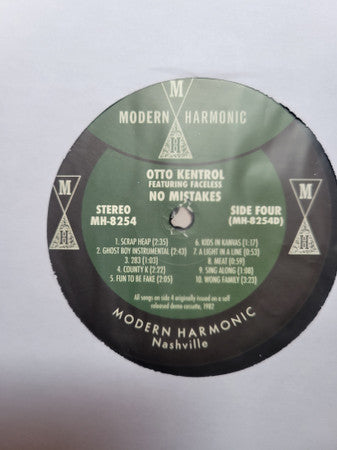 M
H
MODERN HARMONIC
OTTO KENTROL
FEATURING FACELESS
NO MISTAKES
STEREO
MH-8254
SIDE FOUR
(MH-8254D)
1. SCRAP HEAP (2:35)
2. GHOST BOY INSTRUMENTAL (2:43)
3. 283 (1:03)
4. COUNTY X (2:22)
5. FUN TO BE FAKE (2:05)
6. KIDS IN KANSAS (1:17)
7. A LIGHT IN A LINE (0:53)
8. MEAT (0:59)
9. SING ALONG (1:08)
10. WONG FAMILY (3:23)
All songs on side 4 originally issued on a self
released demo cassette, 1982
M
H
M
H
MODERN HARMONIC
Nashville